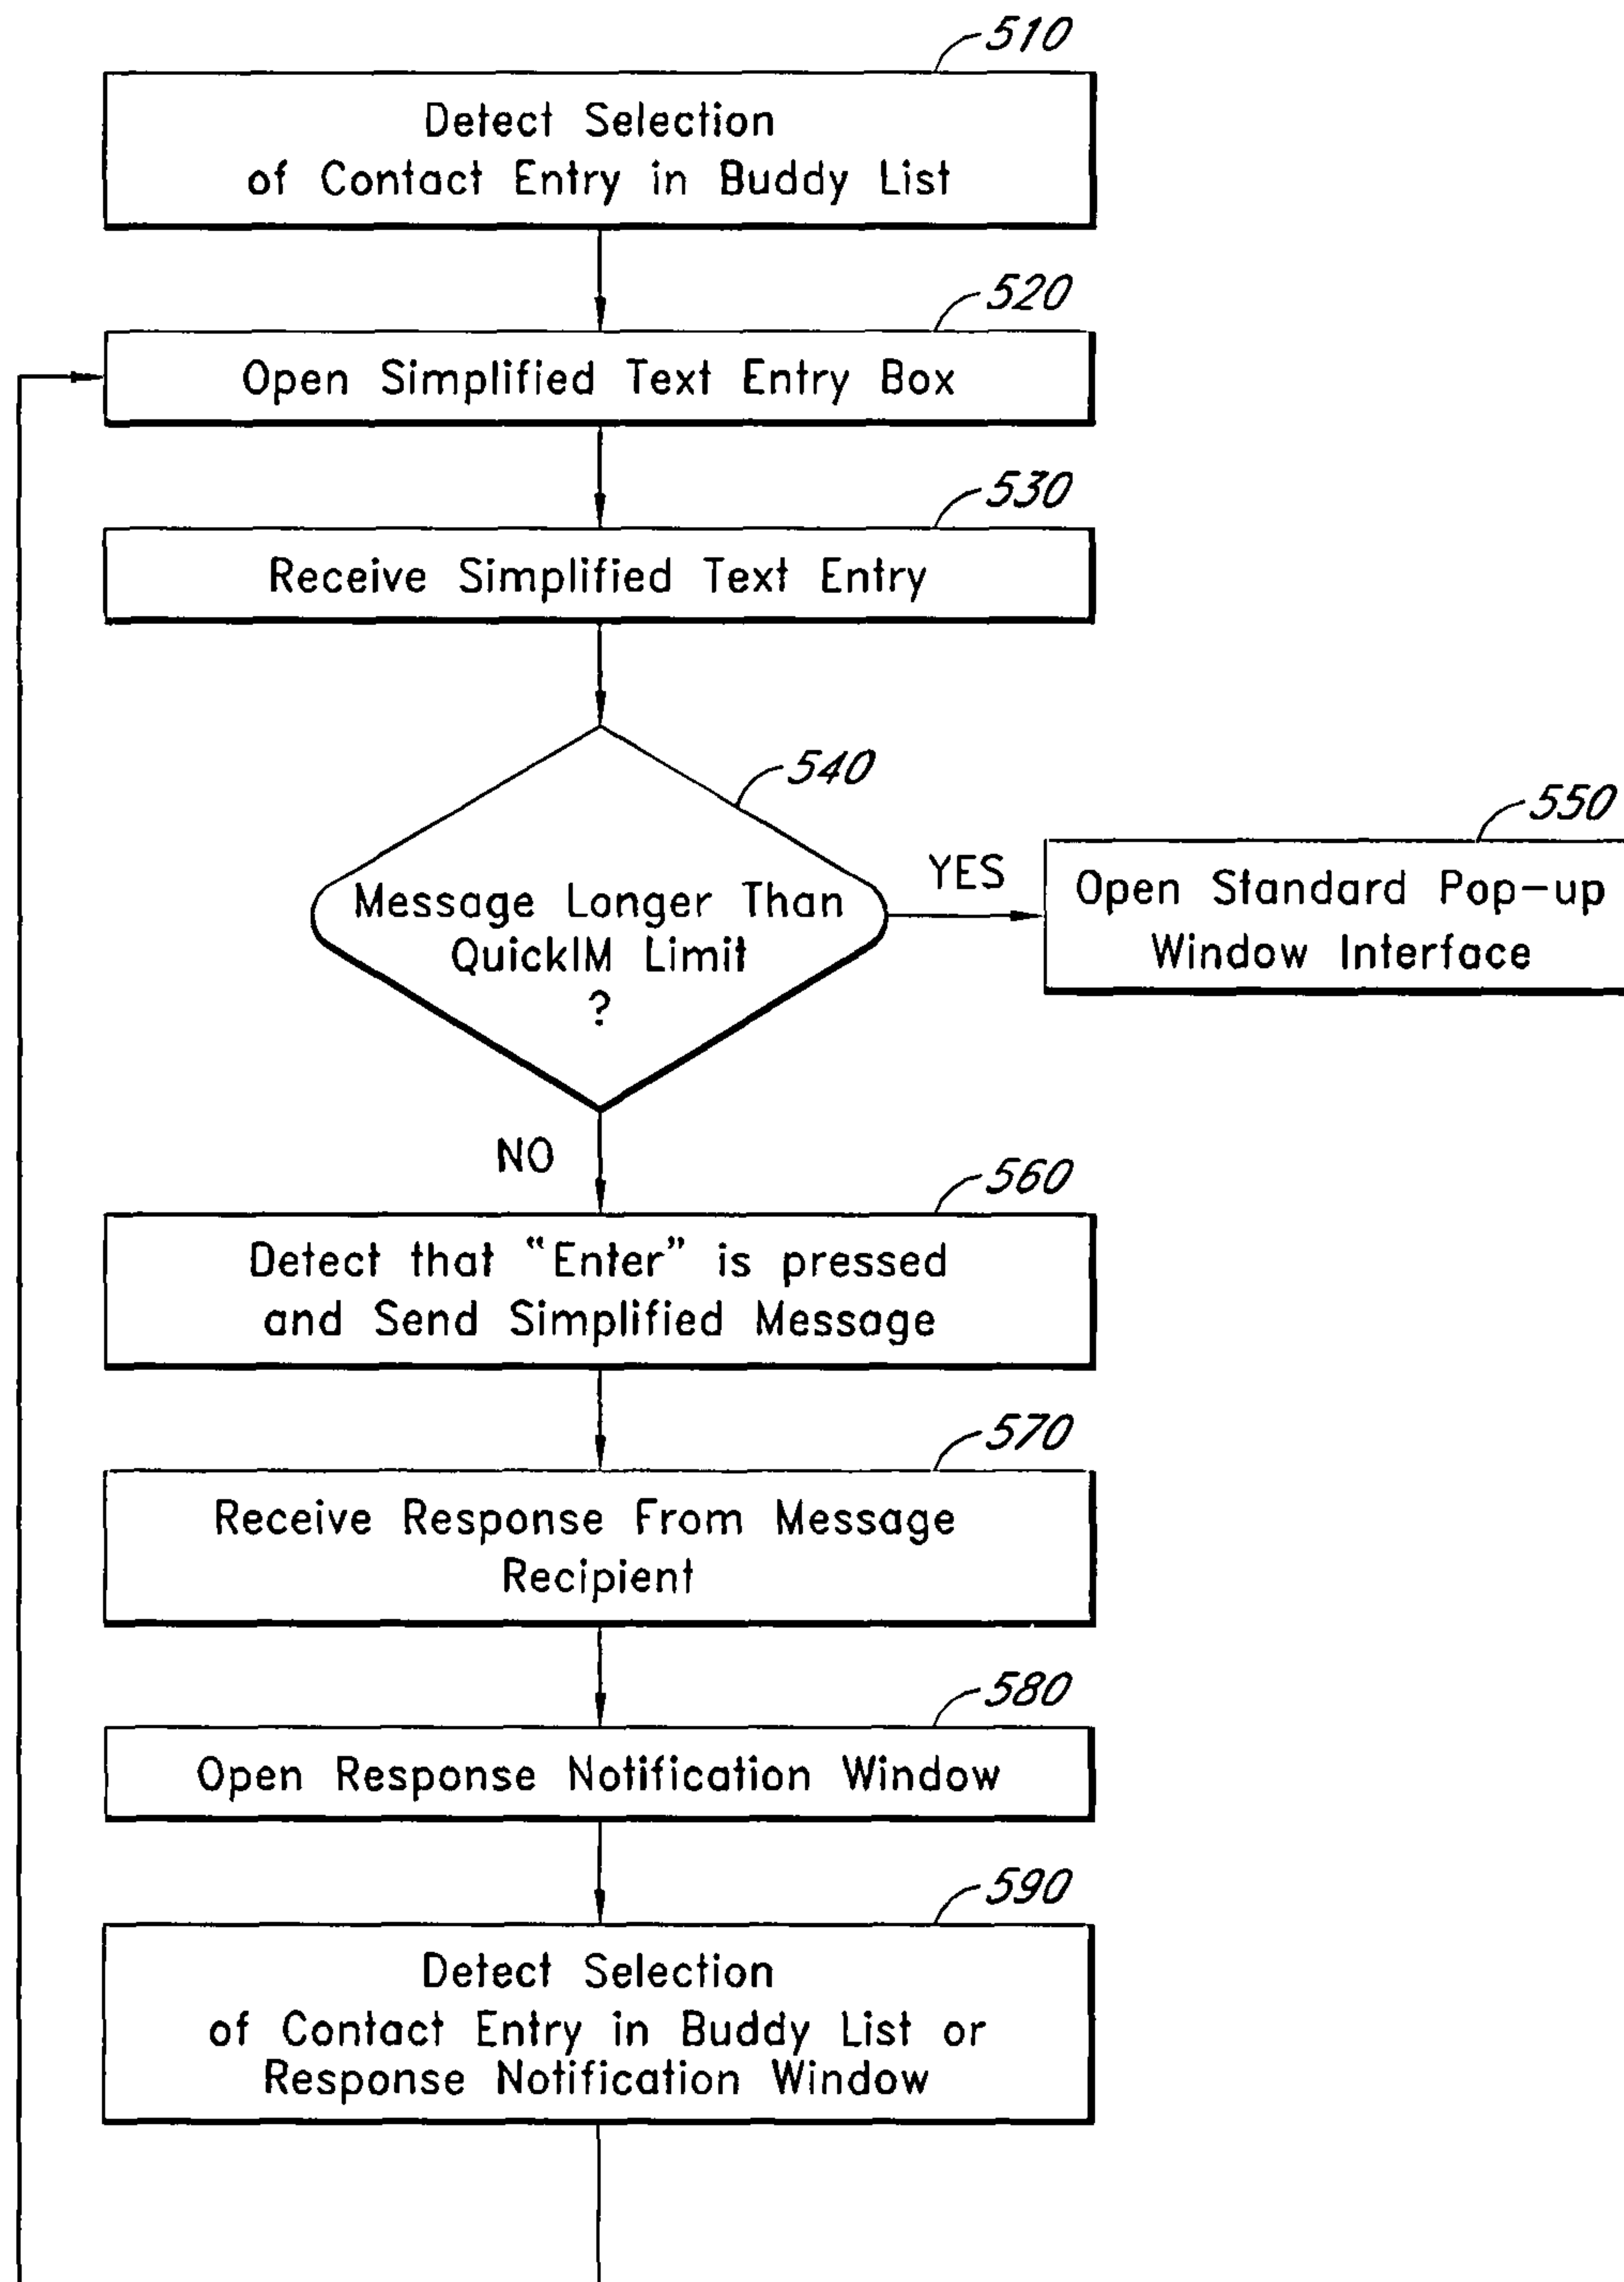 510
Detect Selection
of Contact Entry in Buddy List
520
Open Simplified Text Entry Box
530
Receive Simplified Text Entry
540
Message Longer Than
QuickIM Limit
?
YES
550
Open Standard Pop-up
Window Interface
NO
560
Detect that “Enter” is pressed
and Send Simplified Message
570
Receive Response From Message
Recipient
580
Open Response Notification Window
590
Detect Selection
of Contact Entry in Buddy List or
Response Notification Window